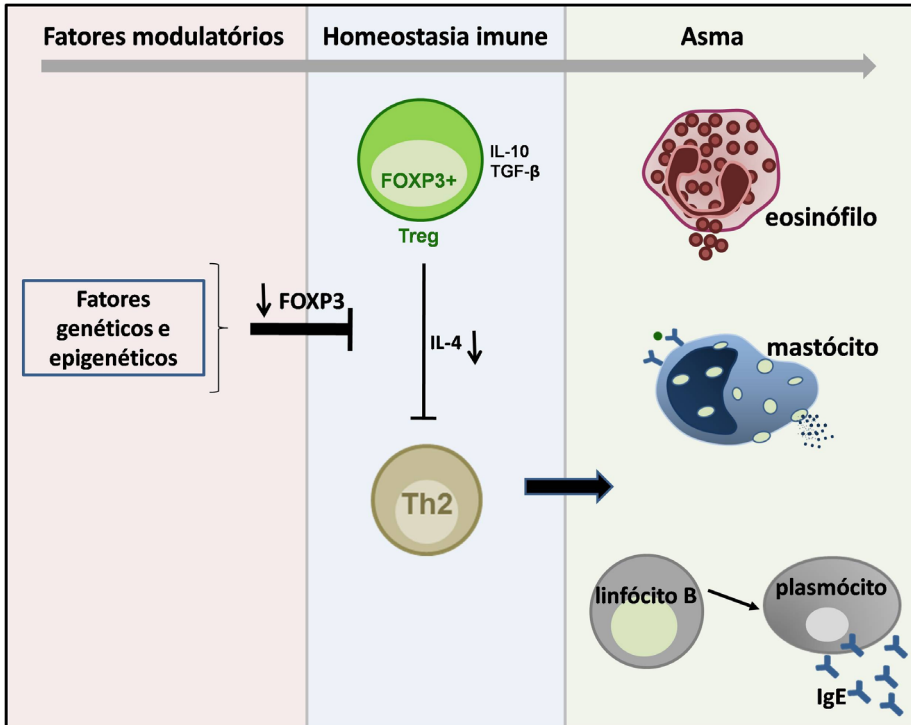 Fatores modulatórios
Homeostasia imune
Asma
FOXP3+
IL-10
TGF-β
Treg
Fatores
genéticos e
epigenéticos
FOXP3
IL-4
Th2
eosinófilo
mastócito
linfócito B
plasmócito
IgE